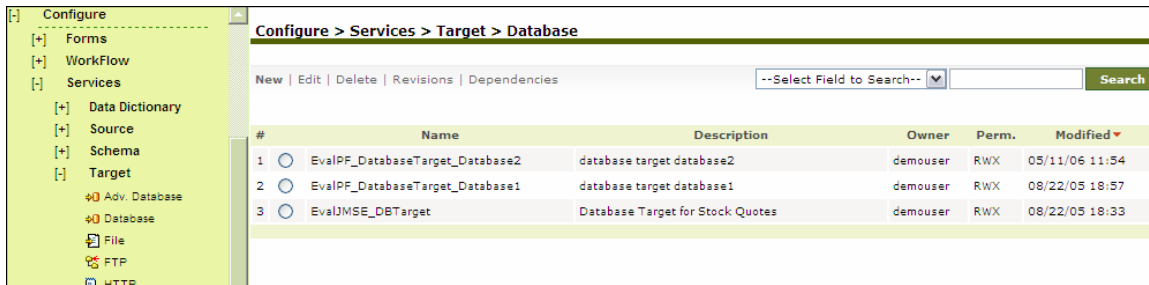 [-] Configure
[+] Forms
[+] WorkFlow
[-] Services
[+] Data Dictionary
[+] Source
[+] Schema
[-] Target
Adv. Database
Database
File
FTP
HTTP
Configure > Services > Target > Database
New | Edit | Delete | Revisions | Dependencies --Select Field to Search-- Search
# Name Description Owner Perm. Modified
1 EvalPF_DatabaseTarget_Database2 database target database2 demouser RWX 05/11/06 11:54
2 EvalPF_DatabaseTarget_Database1 database target database1 demouser RWX 08/22/05 18:57
3 EvalJMSE_DBTarget Database Target for Stock Quotes demouser RWX 08/22/05 18:33